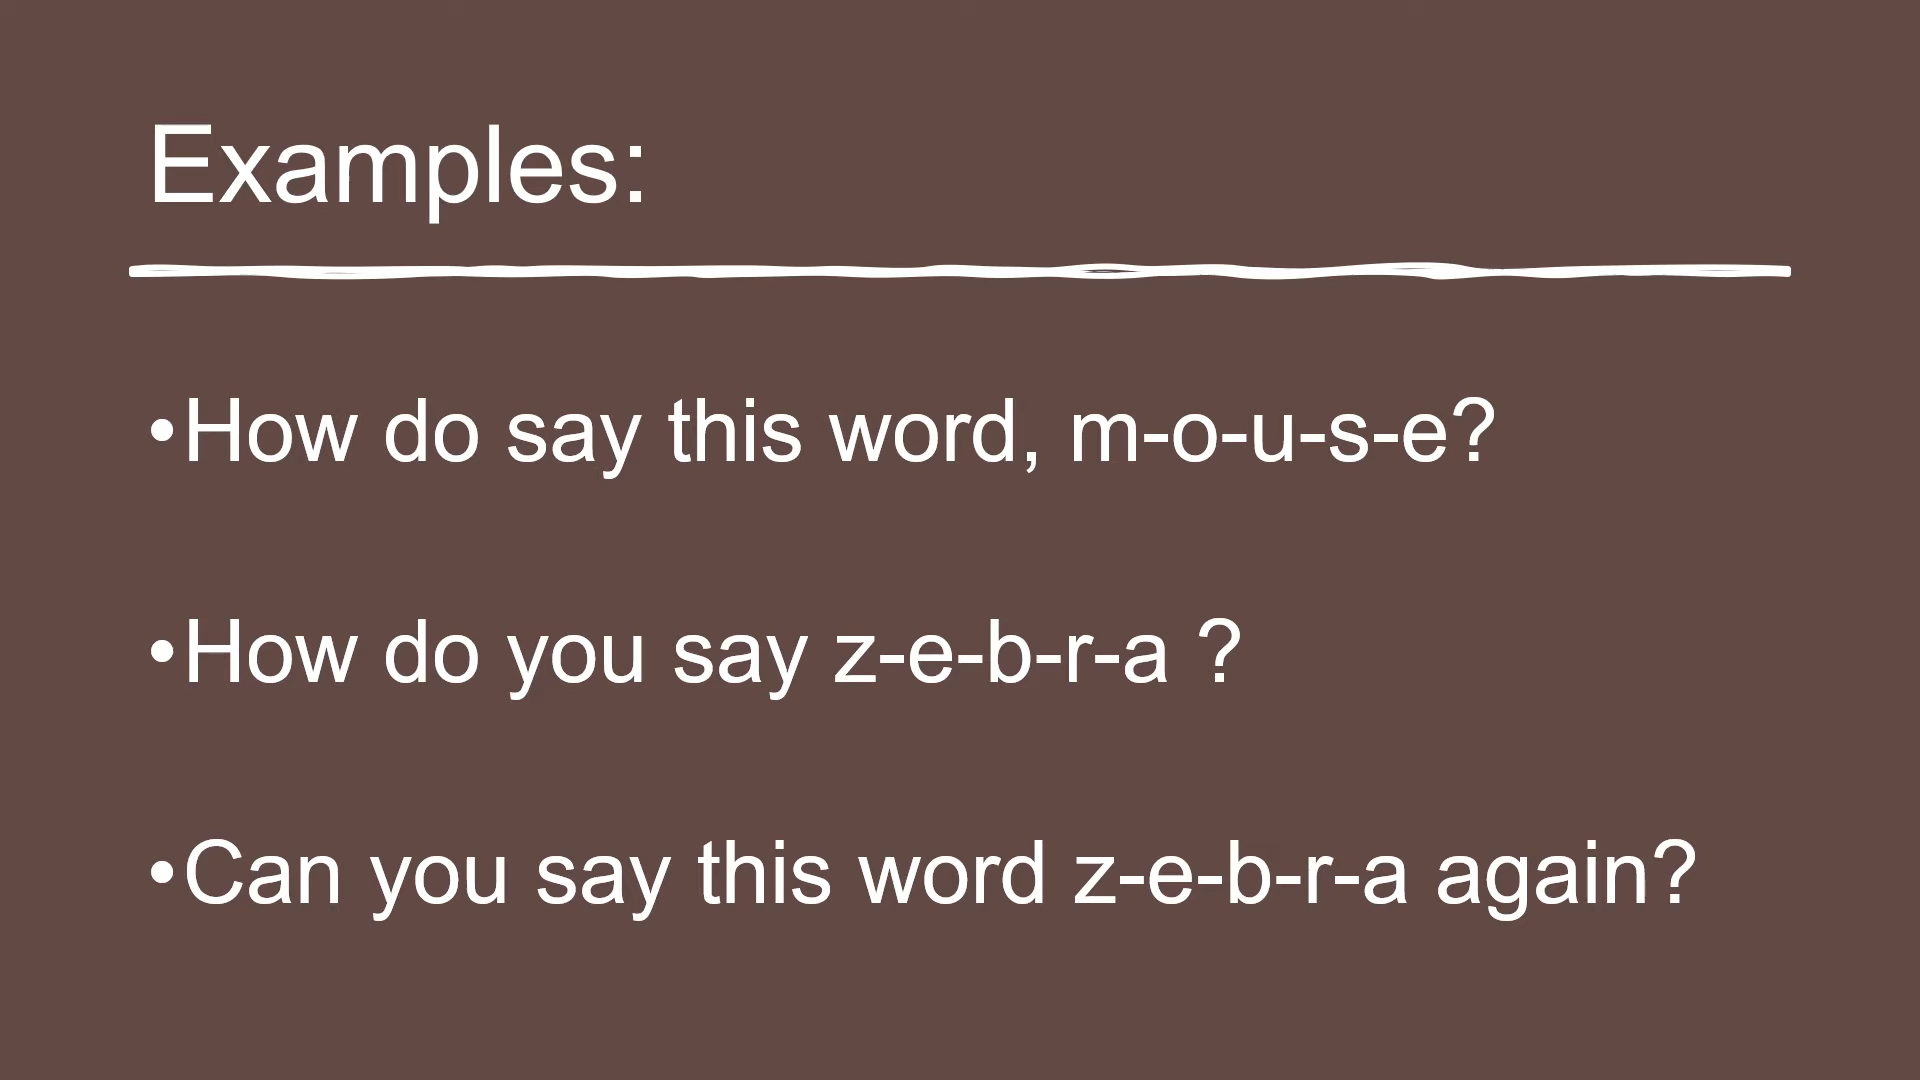 Examples:
•How do say this word, m-o-u-s-e?
•How do you say z-e-b-r-a ?
•Can you say this word z-e-b-r-a again?